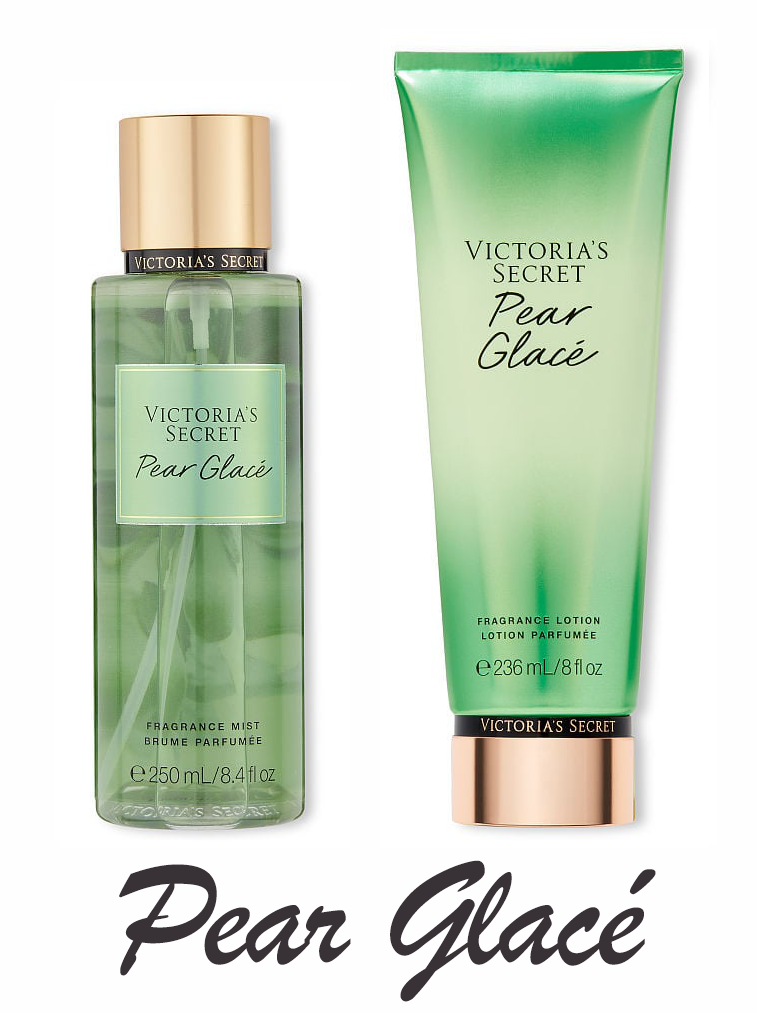 VICTORIA'S SECRET
VICTORIA'S
SECRET
Pear Glacé
FRAGRANCE MIST
BRUME PARFUMÉE
℮ 250 mL/8.4 fl oz
VICTORIA'S SECRET
VICTORIA'S
SECRET
Pear
Glacé
FRAGRANCE LOTION
LOTION PARFUMÉE
℮ 236 mL/8 fl oz
VICTORIA'S SECRET
Pear Glacé